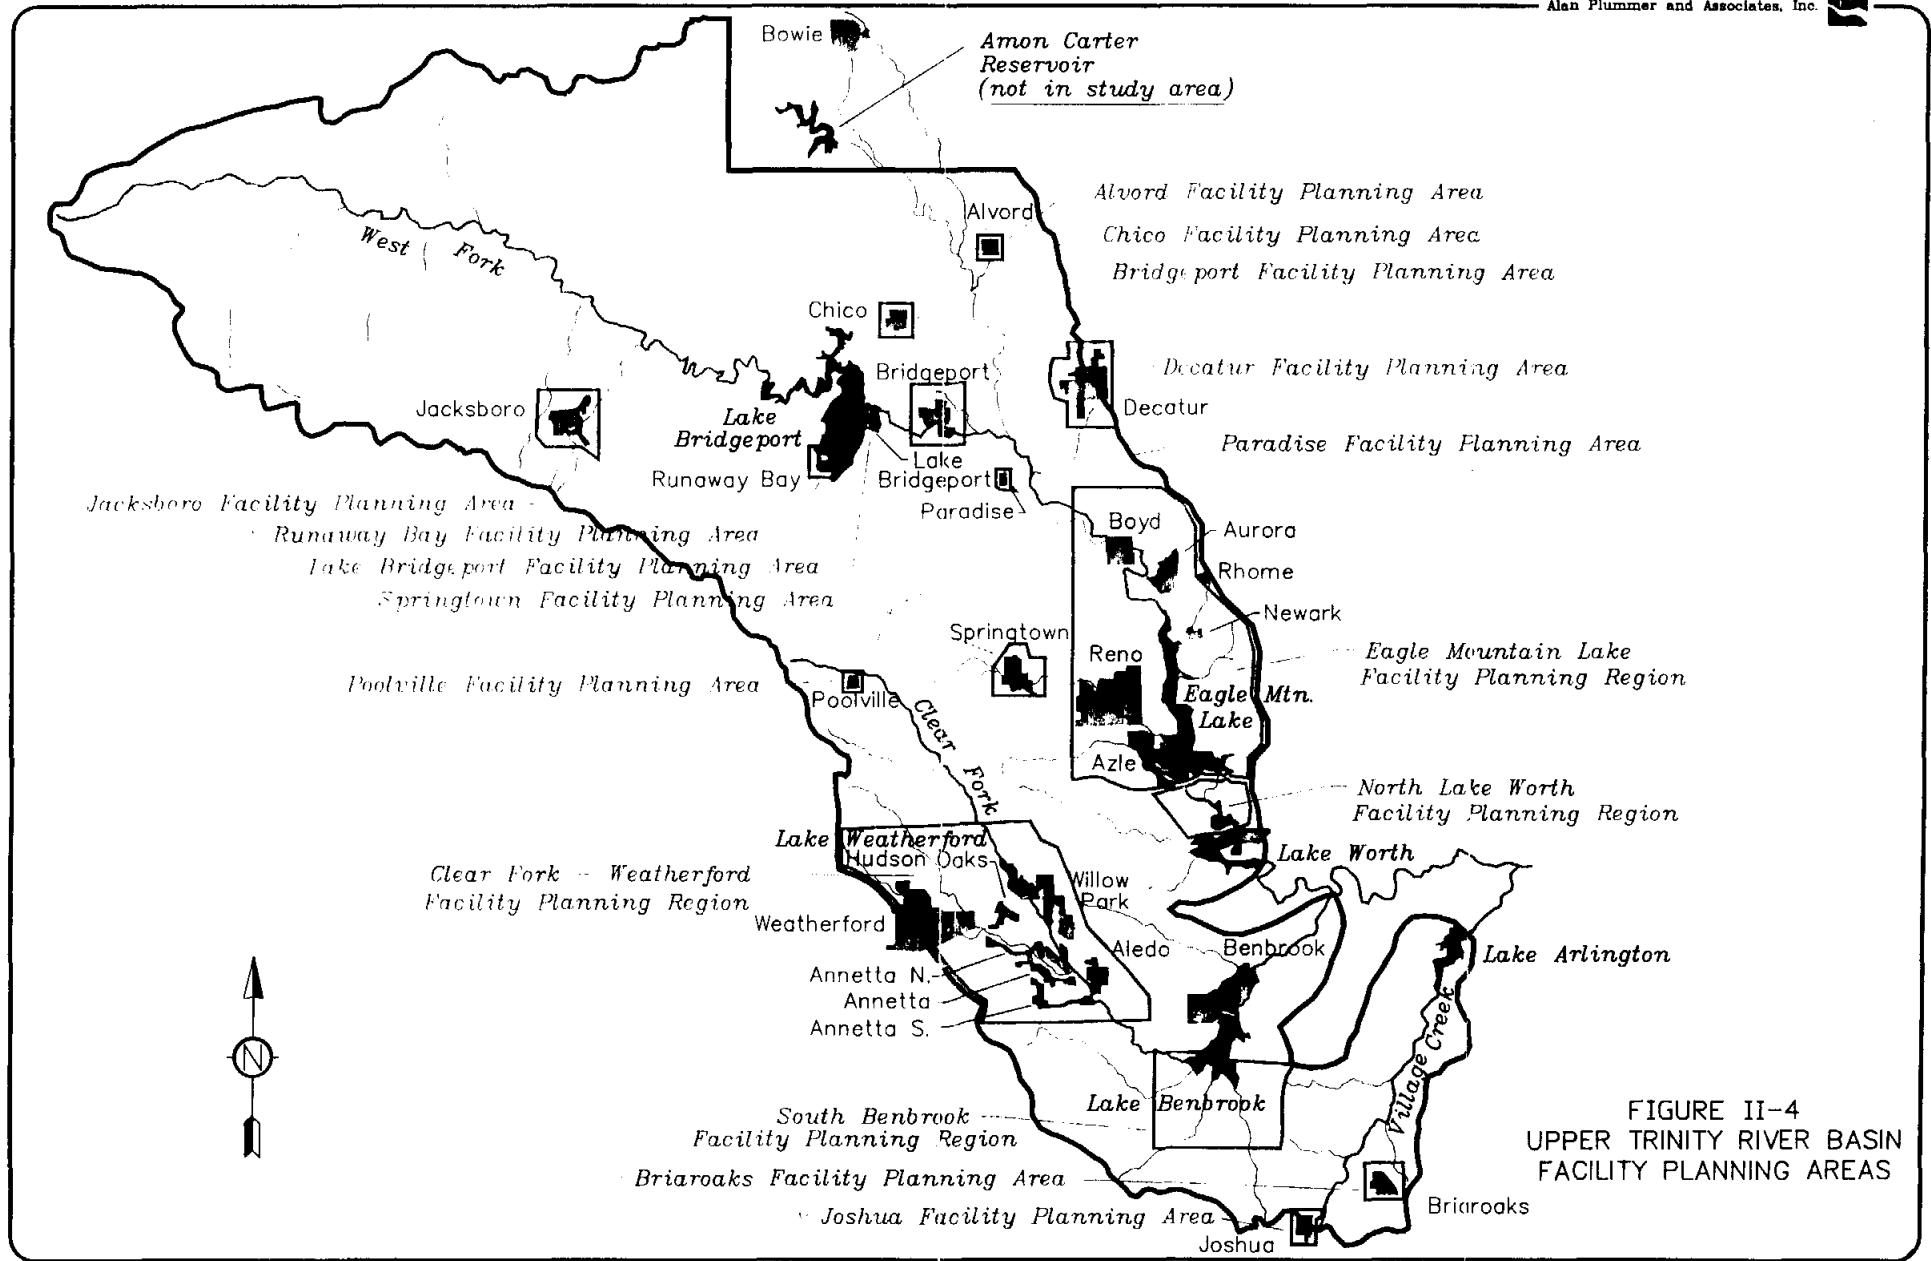 Alan Plummer and Associates, Inc.
Bowie
Amon Carter
Reservoir
(not in study area)
Alvord Facility Planning Area
Alvord
Chico Facility Planning Area
Bridgeport Facility Planning Area
West Fork
Chico
Bridgeport
Decatur Facility Planning Area
Decatur
Jacksboro
Lake
Bridgeport
Paradise Facility Planning Area
Lake
Bridgeport
Runaway Bay
Paradise
Jacksboro Facility Planning Area
Runaway Bay Facility Planning Area
Lake Bridgeport Facility Planning Area
Springtown Facility Planning Area
Boyd
Aurora
Rhome
Newark
Springtown
Reno
Eagle Mountain Lake
Facility Planning Region
Poolville Facility Planning Area
Poolville
Eagle Mtn.
Lake
Clear Fork
Azle
North Lake Worth
Facility Planning Region
Lake Weatherford
Hudson Oaks
Lake Worth
Clear Fork - Weatherford
Facility Planning Region
Willow
Park
Weatherford
Aledo
Benbrook
Lake Arlington
Annetta N.
Annetta
Annetta S.
N
Village Creek
Lake Benbrook
South Benbrook
Facility Planning Region
Briaroaks Facility Planning Area
Briaroaks
Joshua Facility Planning Area
Joshua
FIGURE II-4
UPPER TRINITY RIVER BASIN
FACILITY PLANNING AREAS